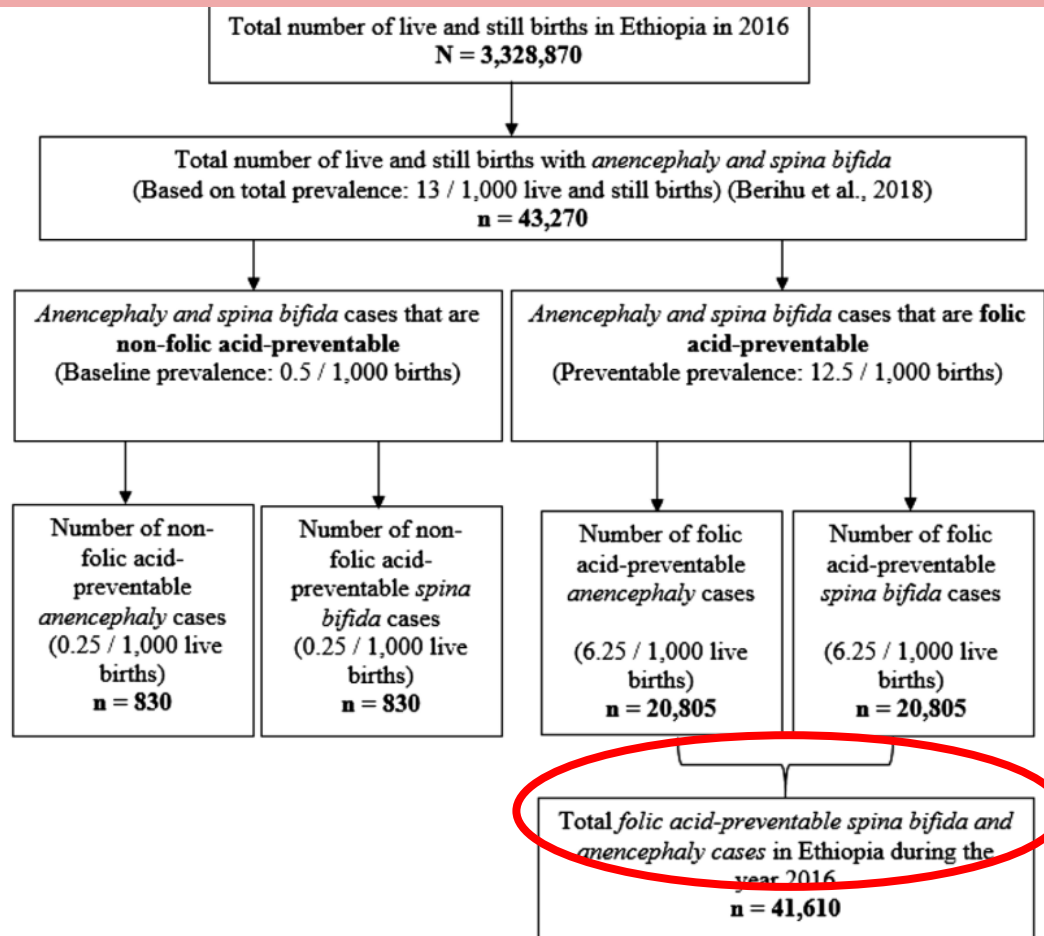 Total number of live and still births in Ethiopia in 2016
N = 3,328,870
Total number of live and still births with anencephaly and spina bifida
(Based on total prevalence: 13 / 1,000 live and still births) (Berihu et al., 2018)
n = 43,270
Anencephaly and spina bifida cases that are
non-folic acid-preventable
(Baseline prevalence: 0.5 / 1,000 births)
Anencephaly and spina bifida cases that are folic
acid-preventable
(Preventable prevalence: 12.5 / 1,000 births)
Number of non-
folic acid-
preventable
anencephaly cases
(0.25 / 1,000 live
births)
n = 830
Number of non-
folic acid-
preventable spina
bifida cases
(0.25 / 1,000 live
births)
n = 830
Number of folic
acid-preventable
anencephaly cases
(6.25 / 1,000 live
births)
n = 20,805
Number of folic
acid-preventable
spina bifida cases
(6.25 / 1,000 live
births)
n = 20,805
Total folic acid-preventable spina bifida and
anencephaly cases in Ethiopia during the
year 2016
n = 41,610